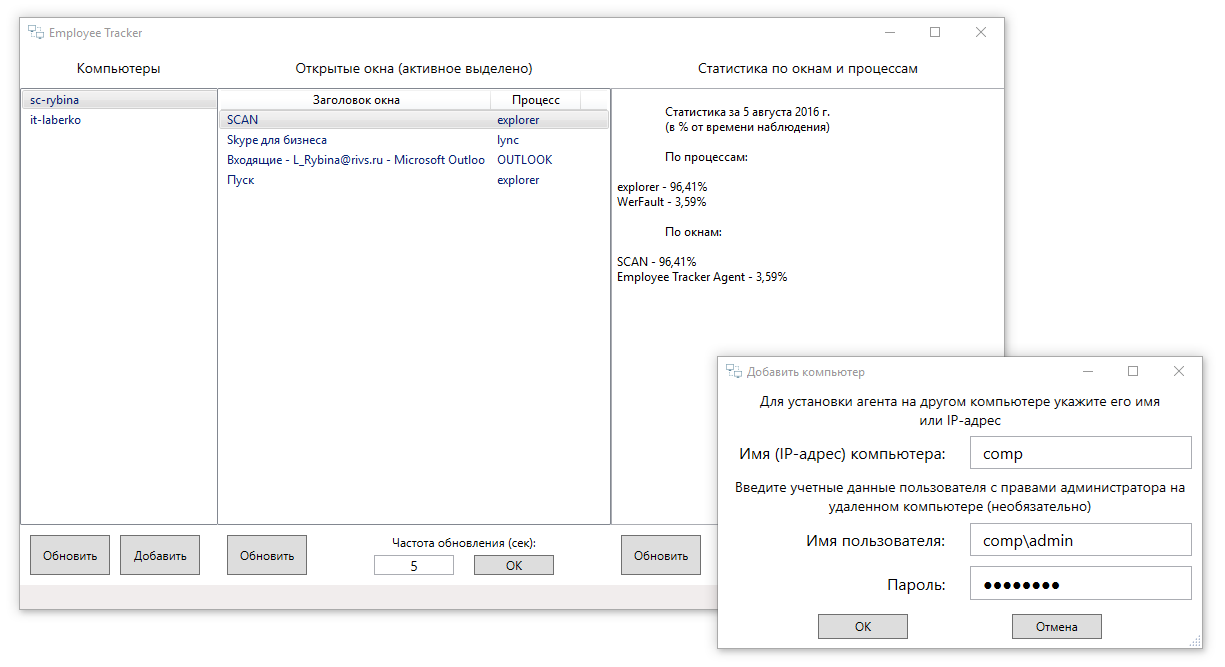 Employee Tracker
Компьютеры
Открытые окна (активное выделено)
Статистика по окнам и процессам
sc-rybina
it-laberko
Заголовок окна Процесс
SCAN explorer
Skype для бизнеса lync
Входящие - L_Rybina@rivs.ru - Microsoft Outloo OUTLOOK
Пуск explorer
Статистика за 5 августа 2016 г.
(в % от времени наблюдения)
По процессам:
explorer - 96,41%
WerFault - 3,59%
По окнам:
SCAN - 96,41%
Employee Tracker Agent - 3,59%
Обновить
Добавить
Обновить
Частота обновления (сек):
5
OK
Обновить
Добавить компьютер
Для установки агента на другом компьютере укажите его имя
или IP-адрес
Имя (IP-адрес) компьютера: comp
Введите учетные данные пользователя с правами администратора на
удаленном компьютере (необязательно)
Имя пользователя: comp\admin
Пароль: ●●●●●●●●
OK
Отмена